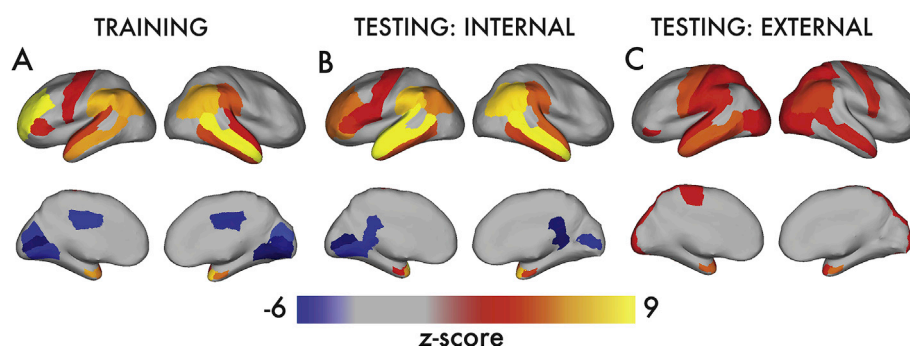 TRAINING
TESTING: INTERNAL
TESTING: EXTERNAL
A
B
C
-6
9
z-score